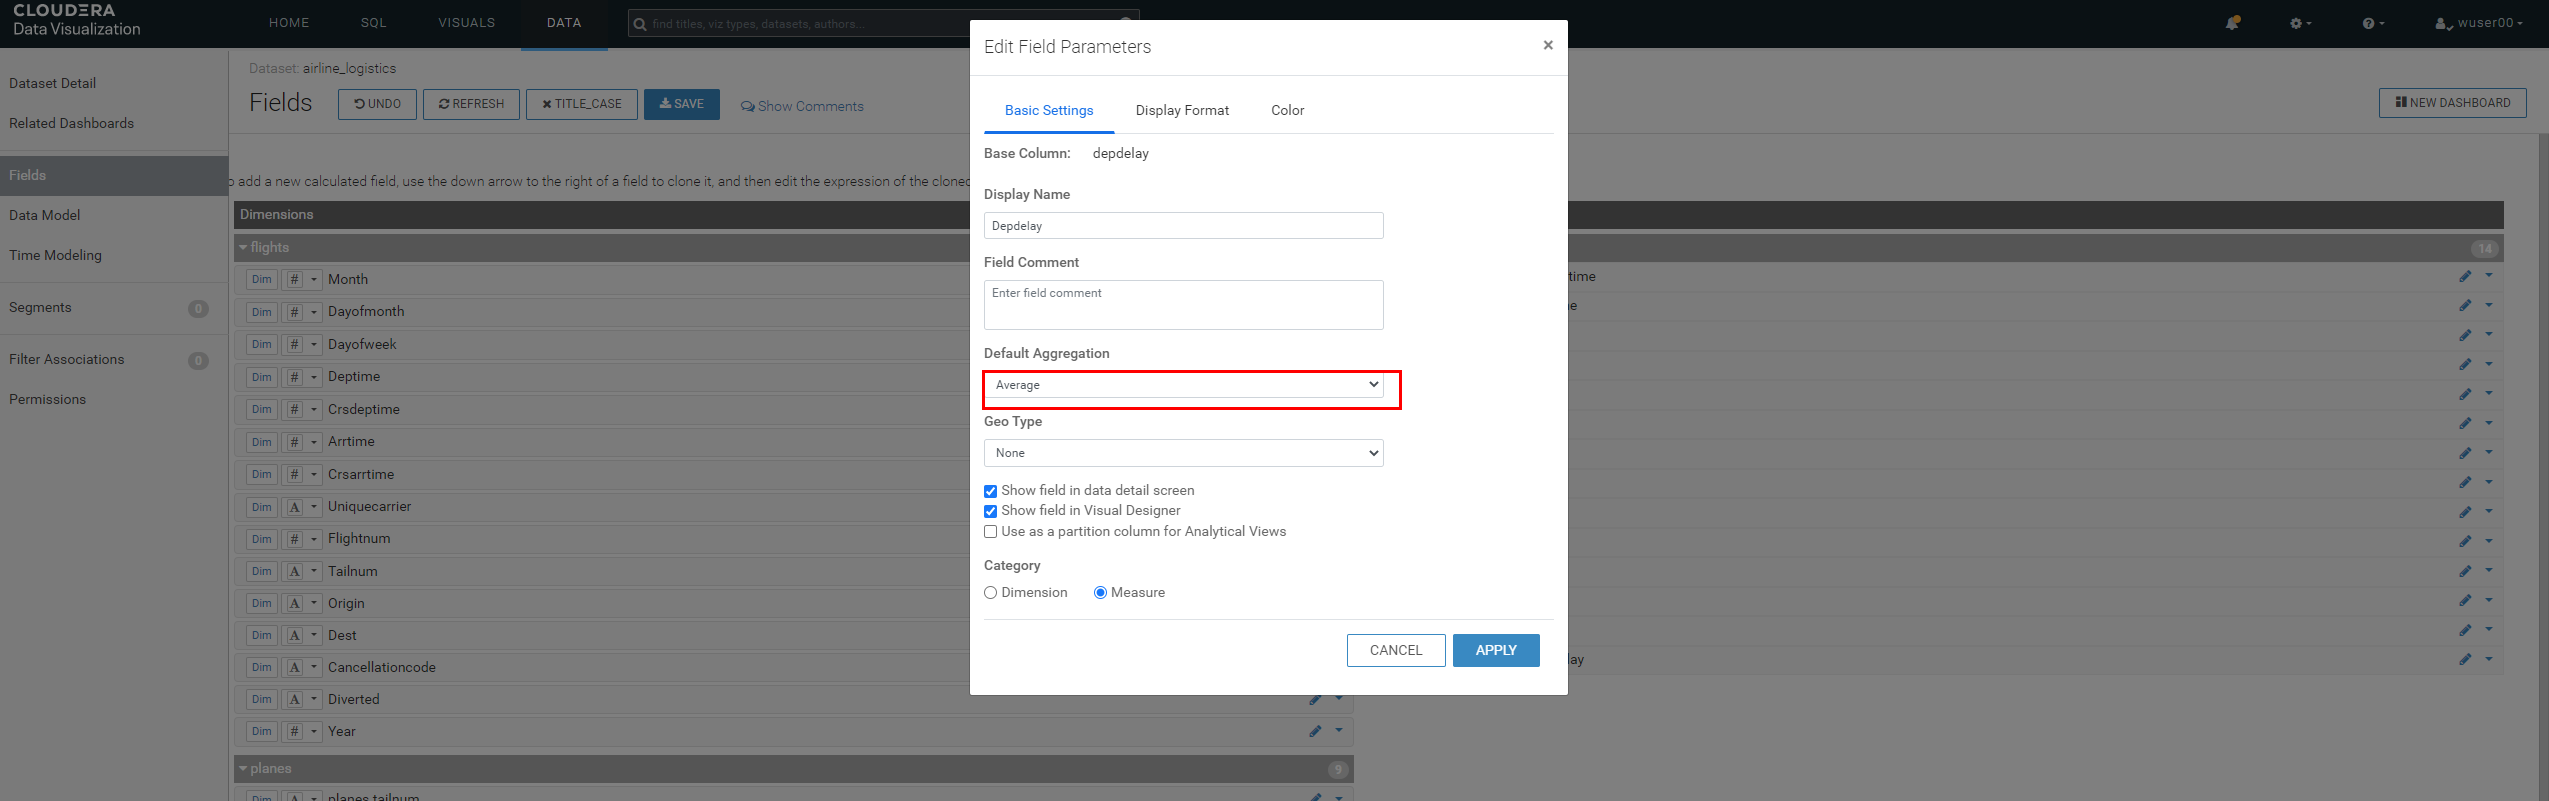 CLOUDERA
Data Visualization
HOME
SQL
VISUALS
DATA
find titles, viz types, datasets, authors...
wuser00
Dataset Detail
Related Dashboards
Fields
Data Model
Time Modeling
Segments
0
Filter Associations
0
Permissions
Dataset: airline_logistics
Fields
UNDO
REFRESH
TITLE_CASE
SAVE
Show Comments
NEW DASHBOARD
o add a new calculated field, use the down arrow to the right of a field to clone it, and then edit the expression of the cloned
Dimensions
flights
Dim # Month
Dim # Dayofmonth
Dim # Dayofweek
Dim # Deptime
Dim # Crsdeptime
Dim # Arrtime
Dim # Crsarrtime
Dim A Uniquecarrier
Dim # Flightnum
Dim A Tailnum
Dim A Origin
Dim A Dest
Dim A Cancellationcode
Dim A Diverted
Dim # Year
planes
9
Dim A planes tailnum
14
time
ne
lay
Edit Field Parameters
×
Basic Settings
Display Format
Color
Base Column: depdelay
Display Name
Depdelay
Field Comment
Enter field comment
Default Aggregation
Average
Geo Type
None
Show field in data detail screen
Show field in Visual Designer
Use as a partition column for Analytical Views
Category
Dimension
Measure
CANCEL
APPLY